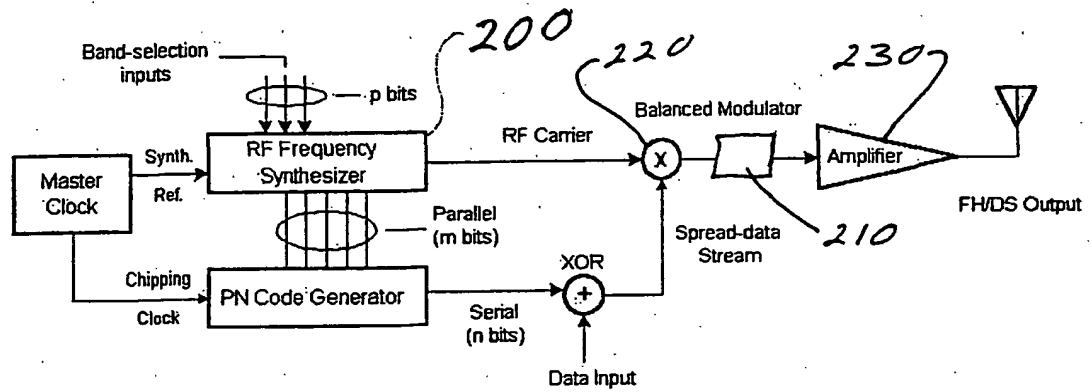 Band-selection
inputs
p bits
200
220
230
Balanced Modulator
Master
Clock
Synth.
Ref.
RF Frequency
Synthesizer
RF Carrier
X
Amplifier
FH/DS Output
Parallel
(m bits)
Spread-data
Stream
210
Chipping
Clock
PN Code Generator
Serial
(n bits)
XOR
+
Data Input